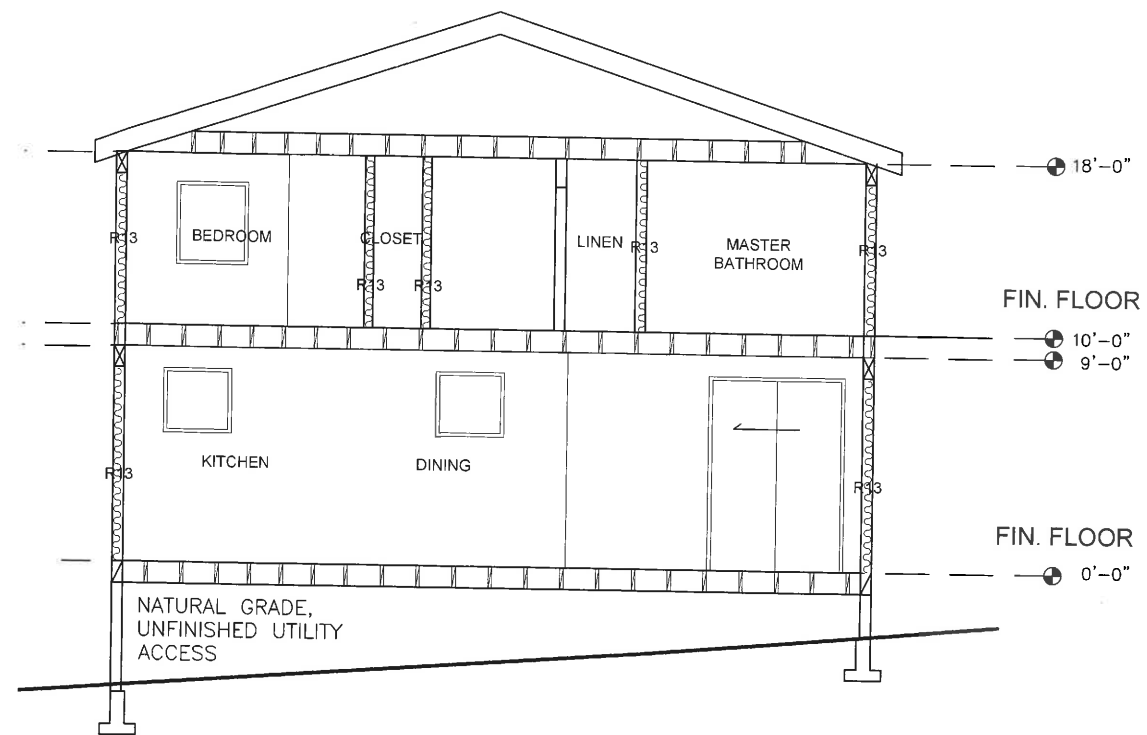 18'-0"
R13
BEDROOM
CLOSET
LINEN
R13
MASTER
BATHROOM
R13
R13
R13
FIN. FLOOR
10'-0"
9'-0"
KITCHEN
DINING
R13
R13
FIN. FLOOR
0'-0"
NATURAL GRADE,
UNFINISHED UTILITY
ACCESS